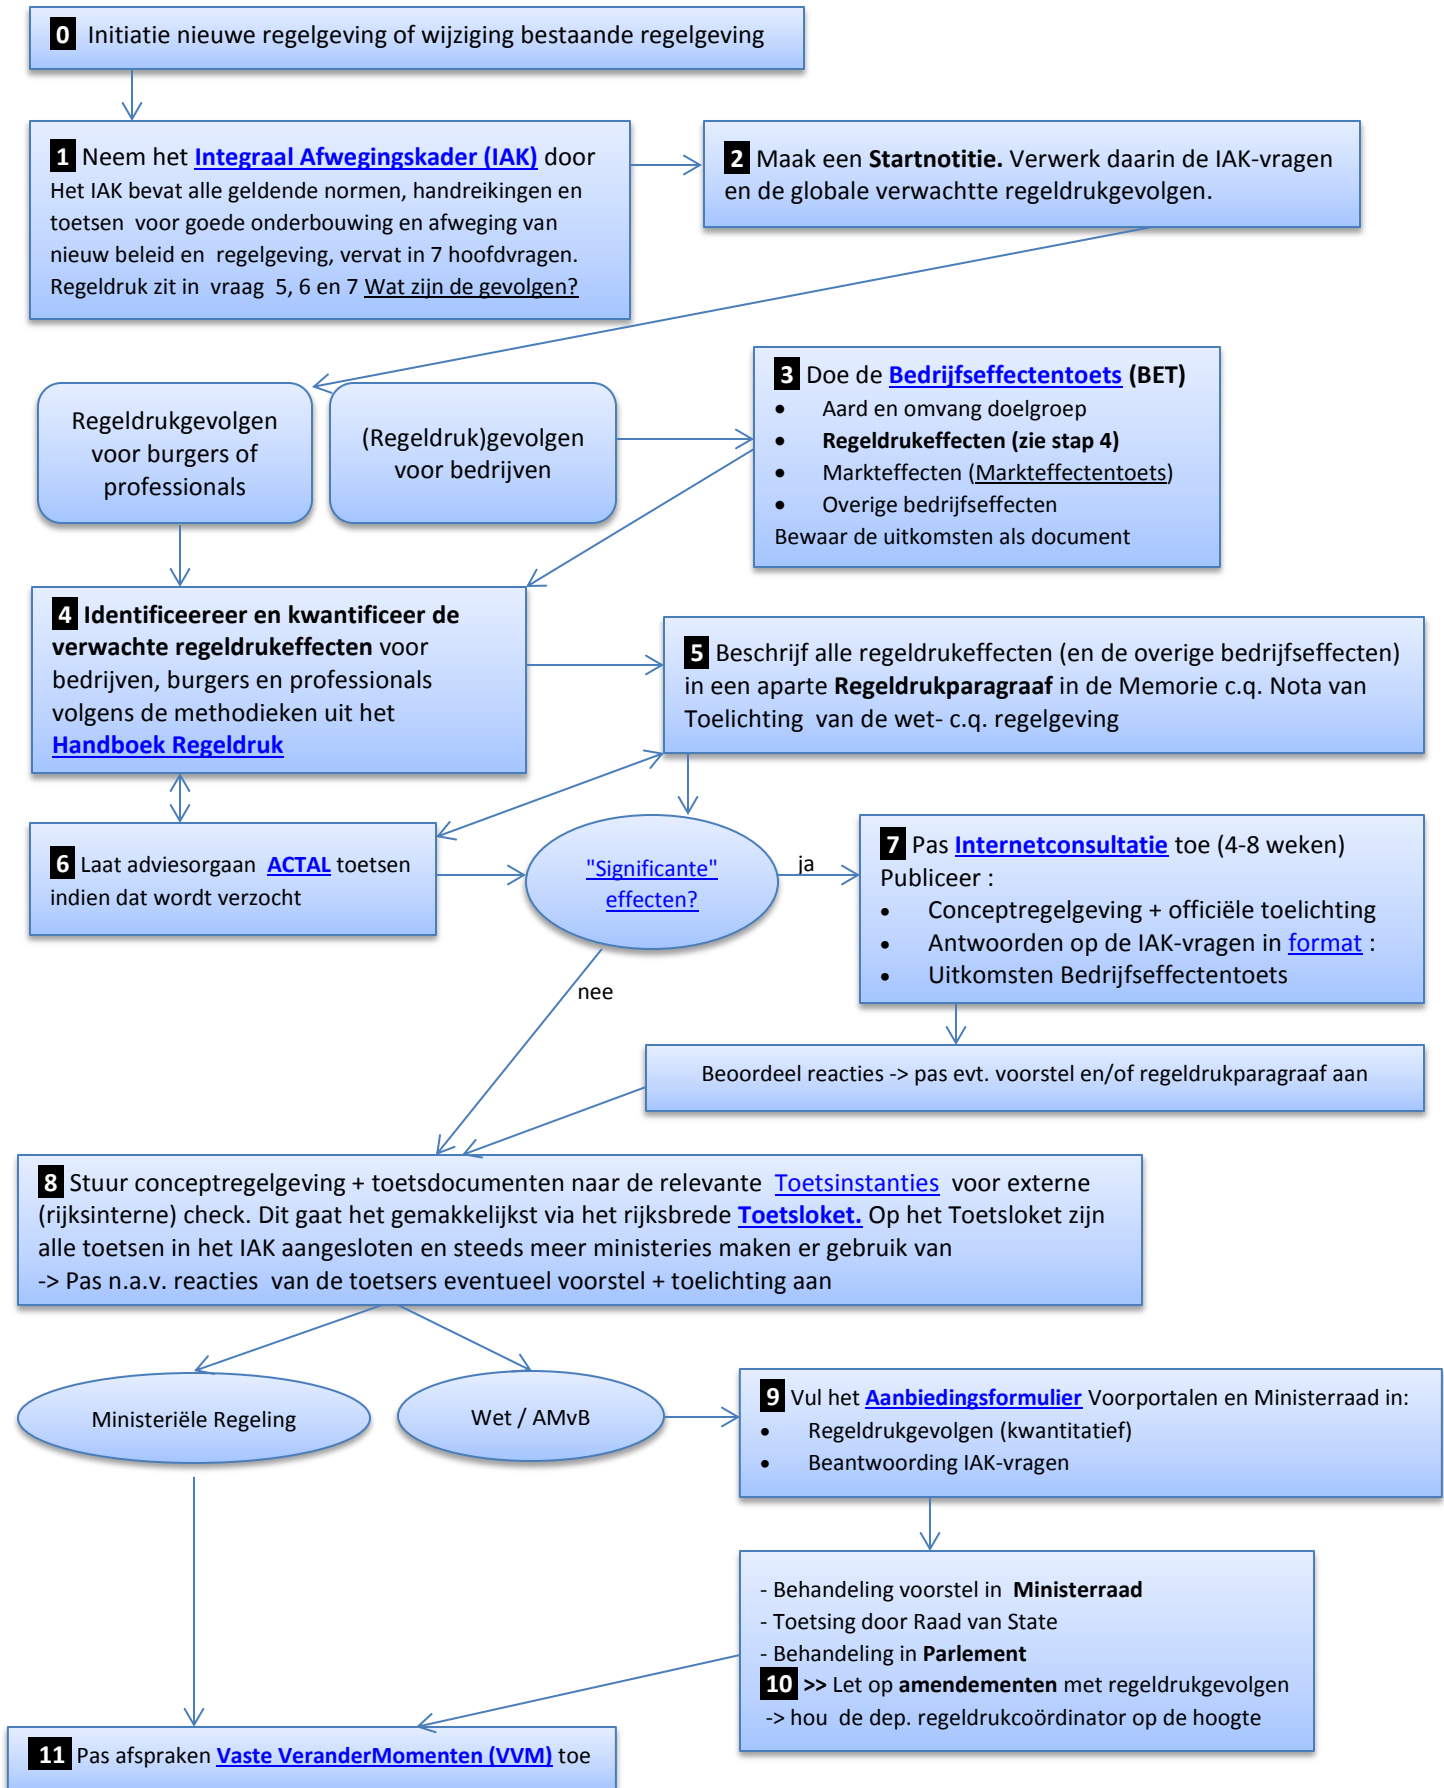 0 Initiatie nieuwe regelgeving of wijziging bestaande regelgeving
1 Neem het Integraal Afwegingskader (IAK) door
Het IAK bevat alle geldende normen, handreikingen en
toetsen voor goede onderbouwing en afweging van
nieuw beleid en regelgeving, vervat in 7 hoofdvragen.
Regeldruk zit in vraag 5, 6 en 7 Wat zijn de gevolgen?
2 Maak een Startnotitie. Verwerk daarin de IAK-vragen
en de globale verwachtte regeldrukgevolgen.
Regeldrukgevolgen
voor burgers of
professionals
(Regeldruk)gevolgen
voor bedrijven
3 Doe de Bedrijfseffectentoets (BET)
• Aard en omvang doelgroep
• Regeldrukeffecten (zie stap 4)
• Markteffecten (Markteffectentoets)
• Overige bedrijfseffecten
Bewaar de uitkomsten als document
4 Identificeereer en kwantificeer de
verwachte regeldrukeffecten voor
bedrijven, burgers en professionals
volgens de methodieken uit het
Handboek Regeldruk
5 Beschrijf alle regeldrukeffecten (en de overige bedrijfseffecten)
in een aparte Regeldrukparagraaf in de Memorie c.q. Nota van
Toelichting van de wet- c.q. regelgeving
6 Laat adviesorgaan ACTAL toetsen
indien dat wordt verzocht
"Significante"
effecten?
ja
nee
7 Pas Internetconsultatie toe (4-8 weken)
Publiceer :
• Conceptregelgeving + officiële toelichting
• Antwoorden op de IAK-vragen in format :
• Uitkomsten Bedrijfseffectentoets
Beoordeel reacties -> pas evt. voorstel en/of regeldrukparagraaf aan
8 Stuur conceptregelgeving + toetsdocumenten naar de relevante Toetsinstanties voor externe
(rijksinterne) check. Dit gaat het gemakkelijkst via het rijksbrede Toetsloket. Op het Toetsloket zijn
alle toetsen in het IAK aangesloten en steeds meer ministeries maken er gebruik van
-> Pas n.a.v. reacties van de toetsers eventueel voorstel + toelichting aan
Ministeriële Regeling
Wet / AMvB
9 Vul het Aanbiedingsformulier Voorportalen en Ministerraad in:
• Regeldrukgevolgen (kwantitatief)
• Beantwoording IAK-vragen
- Behandeling voorstel in Ministerraad
- Toetsing door Raad van State
- Behandeling in Parlement
10 >> Let op amendementen met regeldrukgevolgen
-> hou de dep. regeldrukcoördinator op de hoogte
11 Pas afspraken Vaste VeranderMomenten (VVM) toe